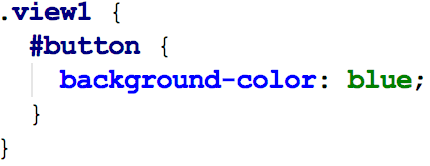 .view1 {
  #button {
    background-color: blue;
  }
}